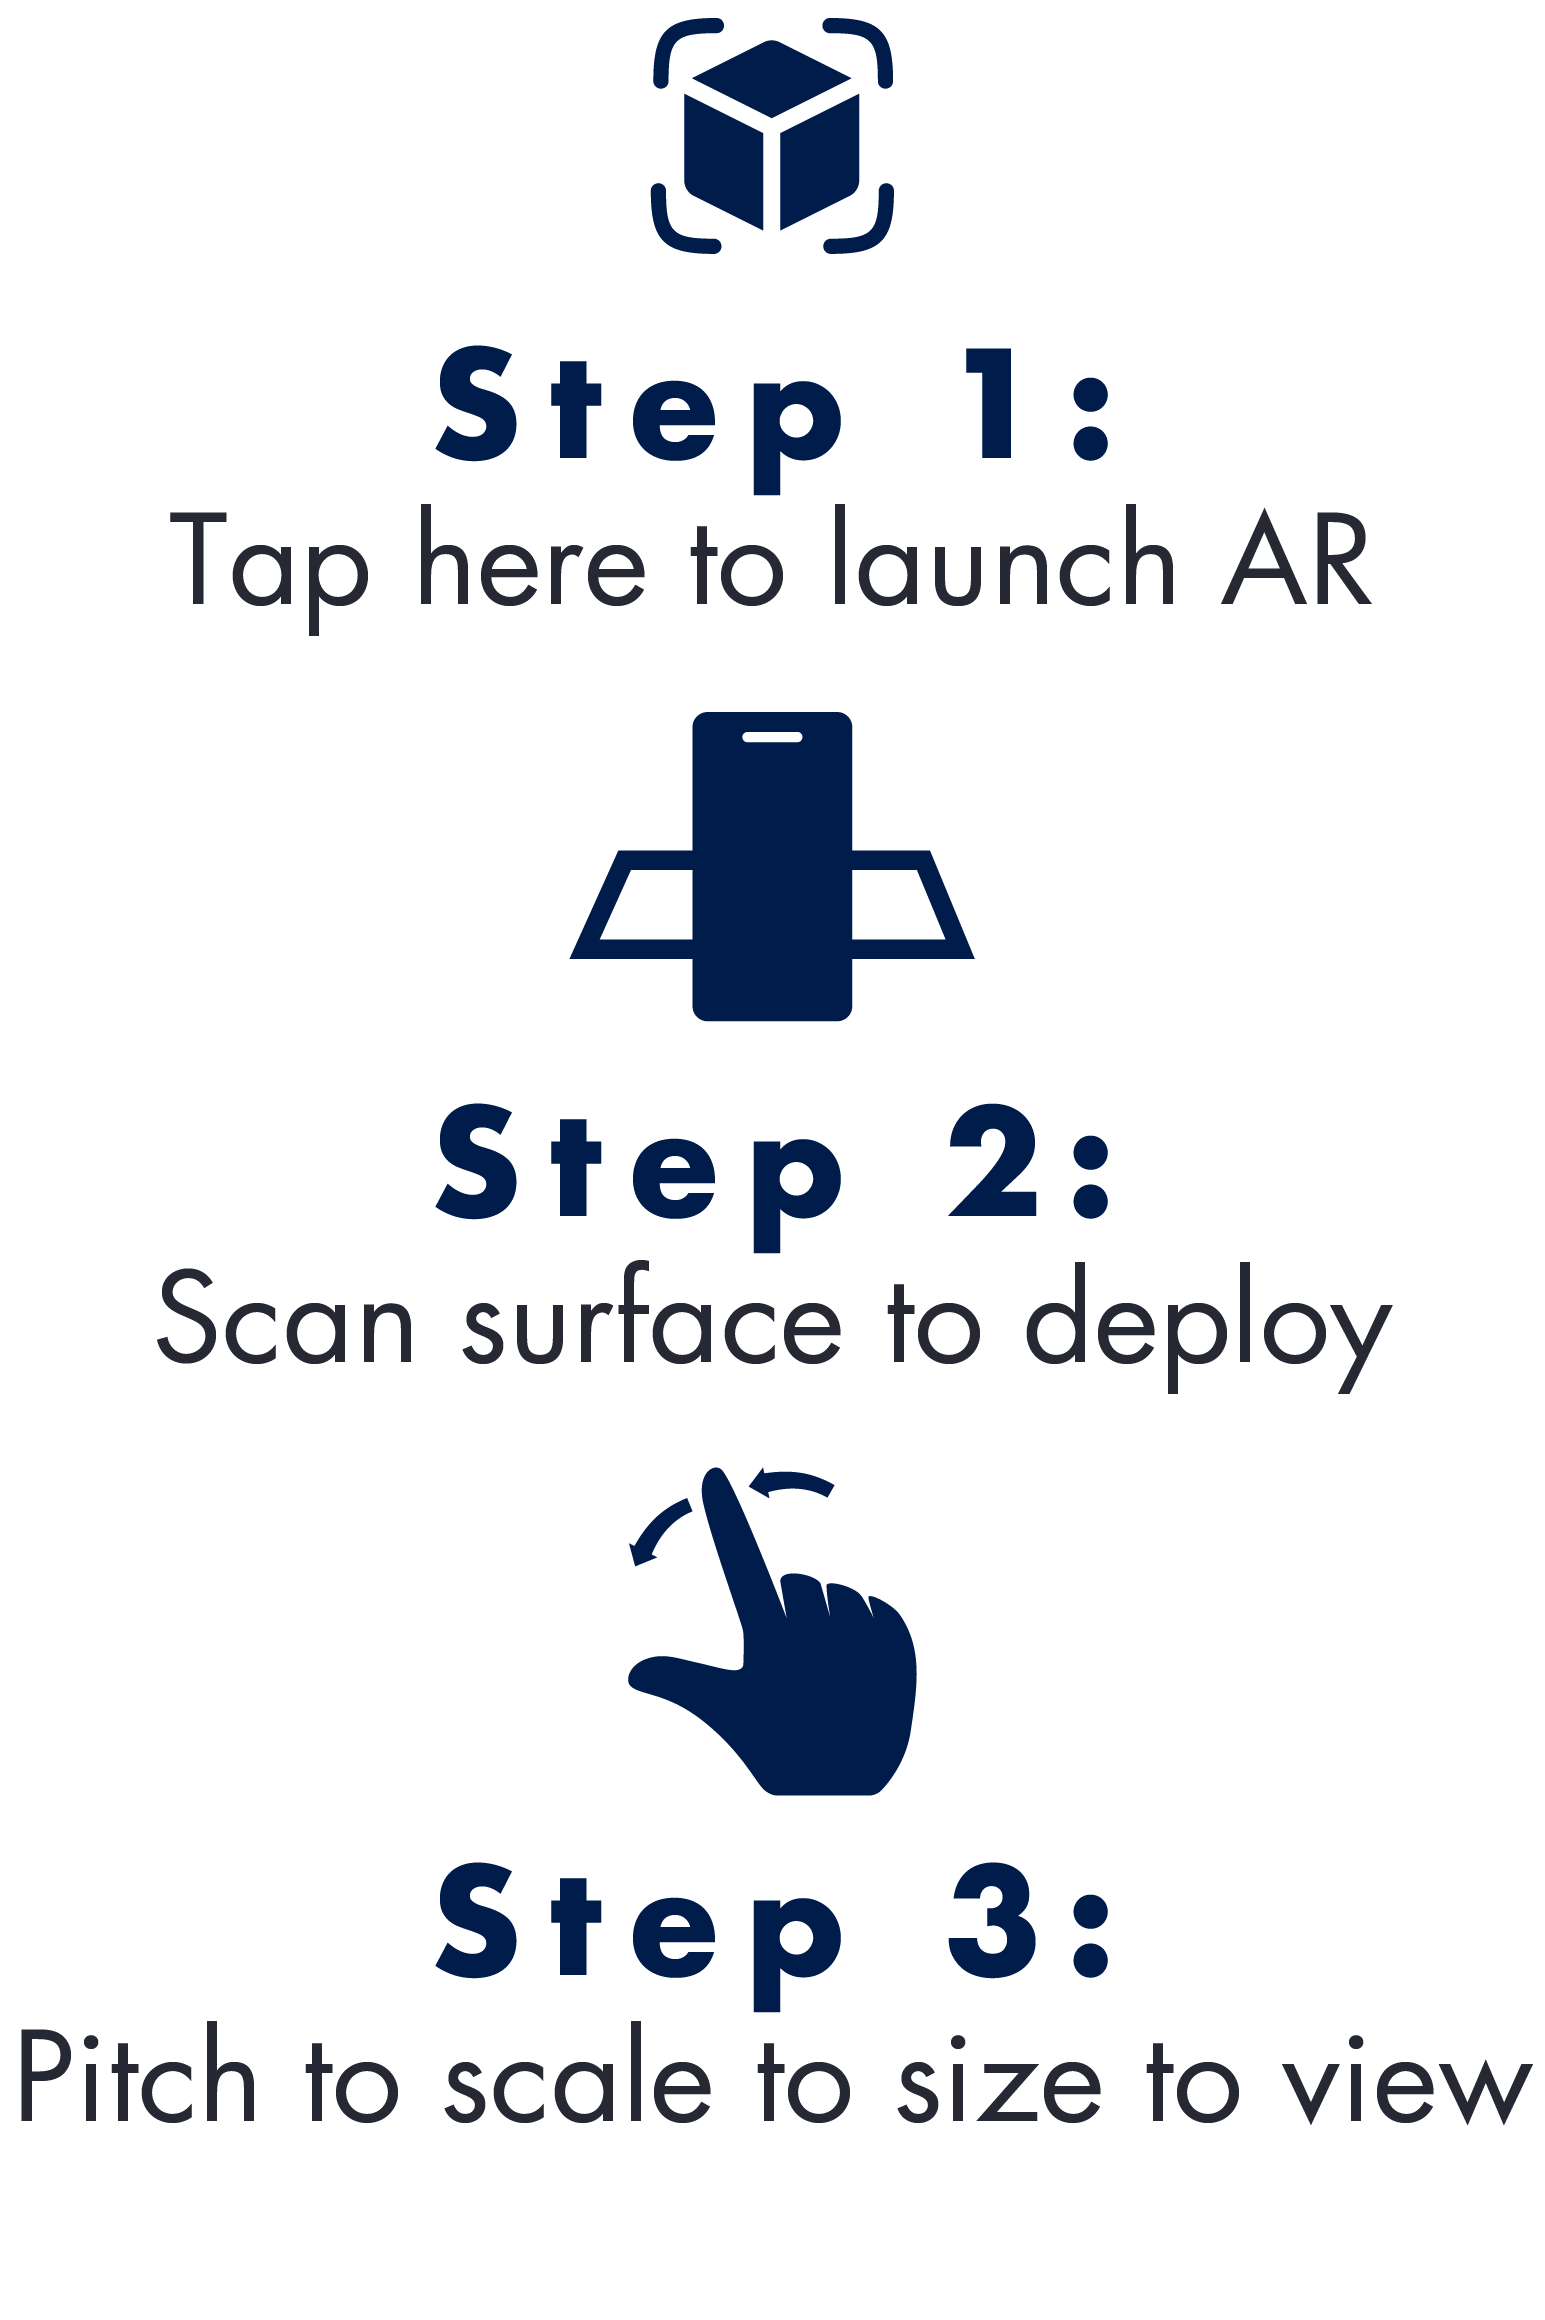 Step 1:
Tap here to launch AR
Step 2:
Scan surface to deploy
Step 3:
Pitch to scale to size to view